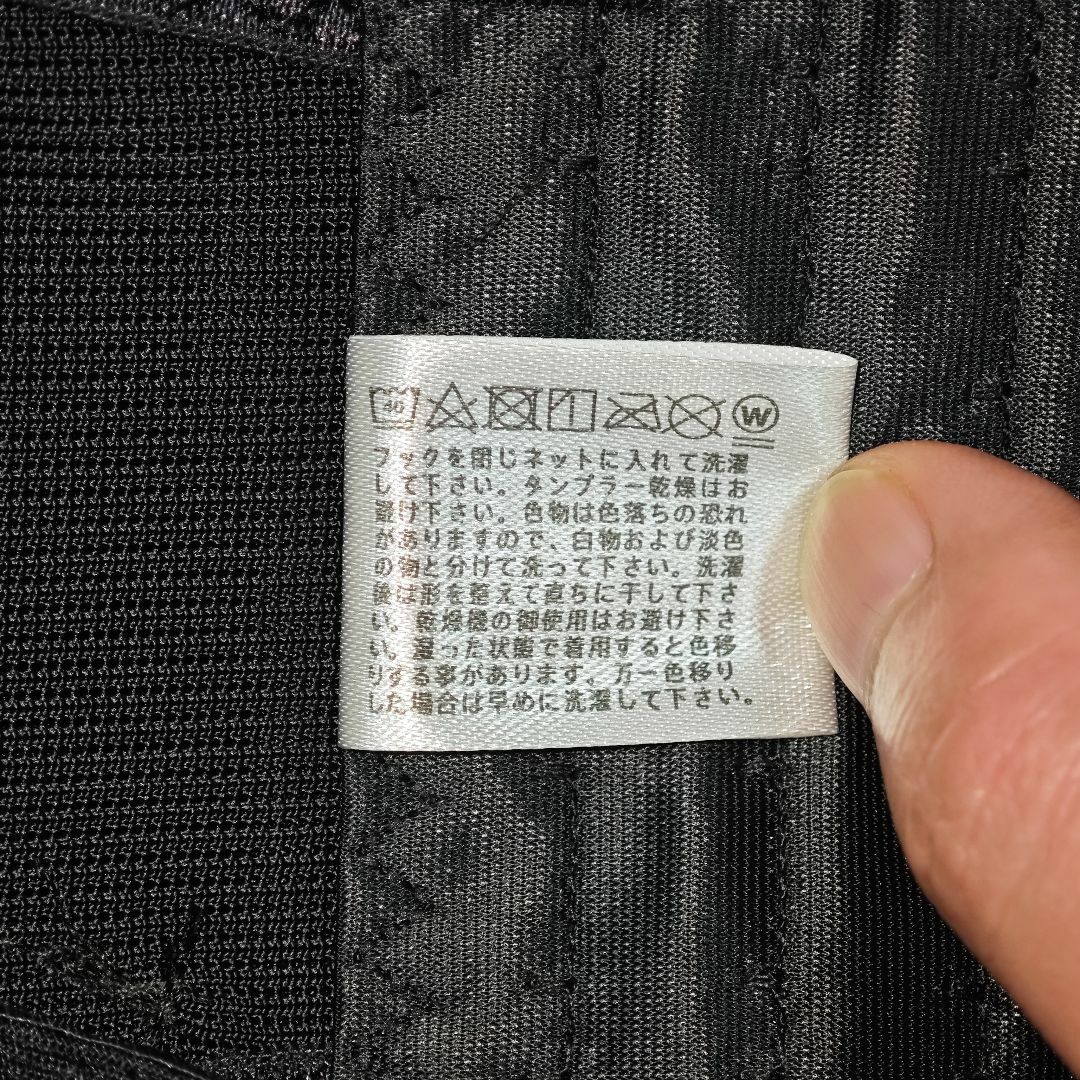 40 W
フックを閉じネットに入れて洗濯
して下さい。タンブラー乾燥はお
避け下さい。色物は色落ちの恐れ
がありますので、白物および淡色
の物と分けて洗って下さい。洗濯
後は形を整えて直ちに干して下さ
い。乾燥機の御使用はお避け下さ
い。湿った状態で着用すると色移
りする事があります。万一色移り
した場合は早めに洗濯して下さい。